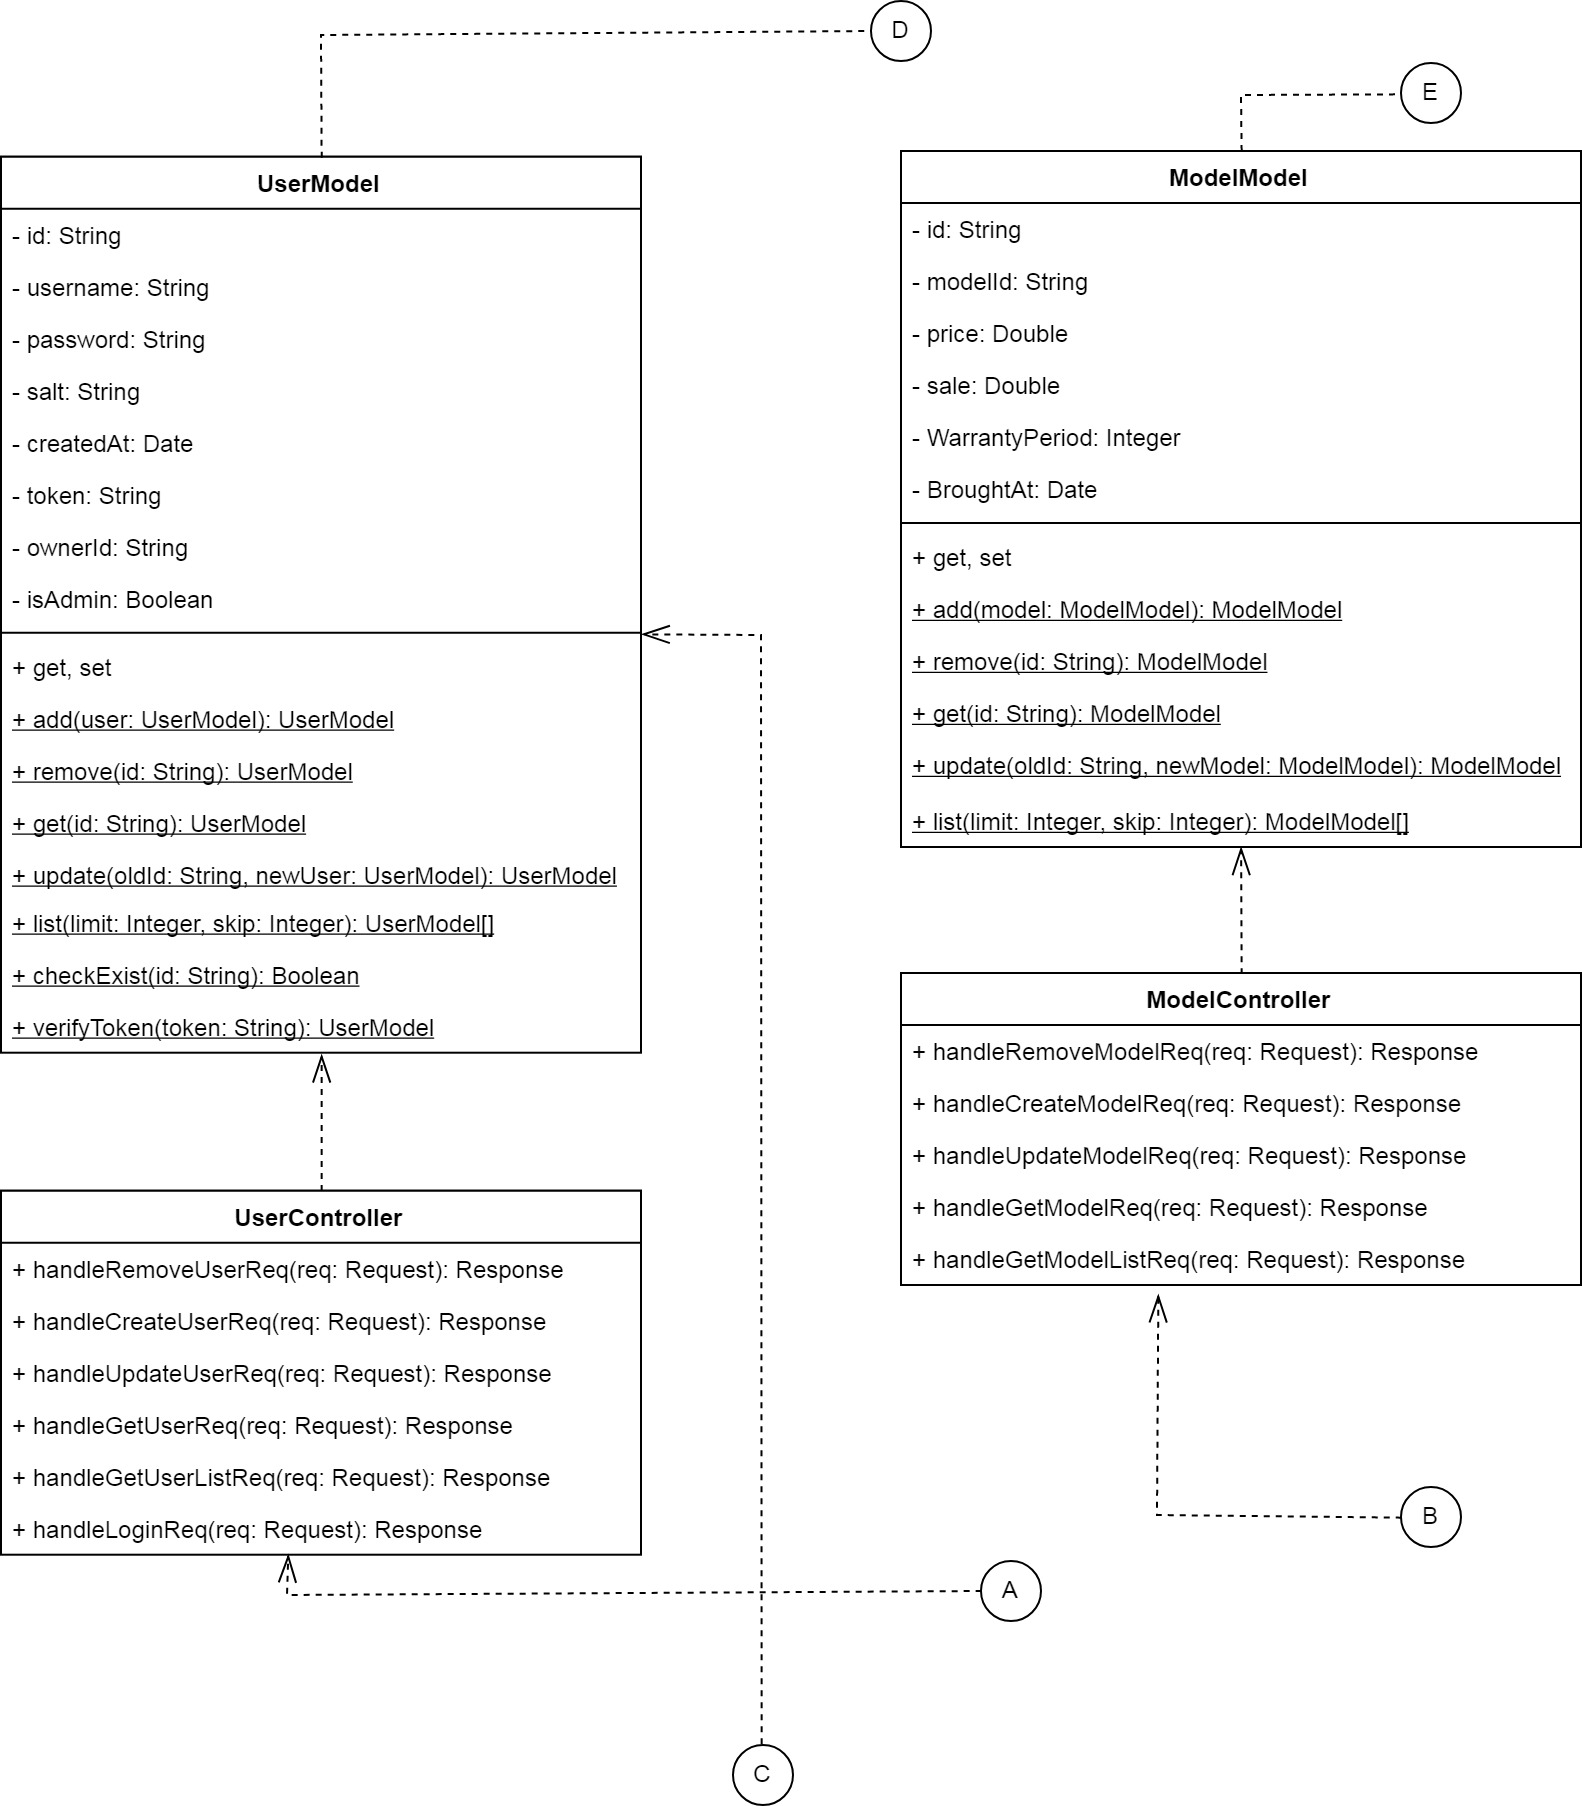 D
E
UserModel
- id: String
- username: String
- password: String
- salt: String
- createdAt: Date
- token: String
- ownerId: String
- isAdmin: Boolean
+ get, set
+ add(user: UserModel): UserModel
+ remove(id: String): UserModel
+ get(id: String): UserModel
+ update(oldId: String, newUser: UserModel): UserModel
+ list(limit: Integer, skip: Integer): UserModel[]
+ checkExist(id: String): Boolean
+ verifyToken(token: String): UserModel
ModelModel
- id: String
- modelId: String
- price: Double
- sale: Double
- WarrantyPeriod: Integer
- BroughtAt: Date
+ get, set
+ add(model: ModelModel): ModelModel
+ remove(id: String): ModelModel
+ get(id: String): ModelModel
+ update(oldId: String, newModel: ModelModel): ModelModel
+ list(limit: Integer, skip: Integer): ModelModel[]
UserController
+ handleRemoveUserReq(req: Request): Response
+ handleCreateUserReq(req: Request): Response
+ handleUpdateUserReq(req: Request): Response
+ handleGetUserReq(req: Request): Response
+ handleGetUserListReq(req: Request): Response
+ handleLoginReq(req: Request): Response
ModelController
+ handleRemoveModelReq(req: Request): Response
+ handleCreateModelReq(req: Request): Response
+ handleUpdateModelReq(req: Request): Response
+ handleGetModelReq(req: Request): Response
+ handleGetModelListReq(req: Request): Response
B
A
C